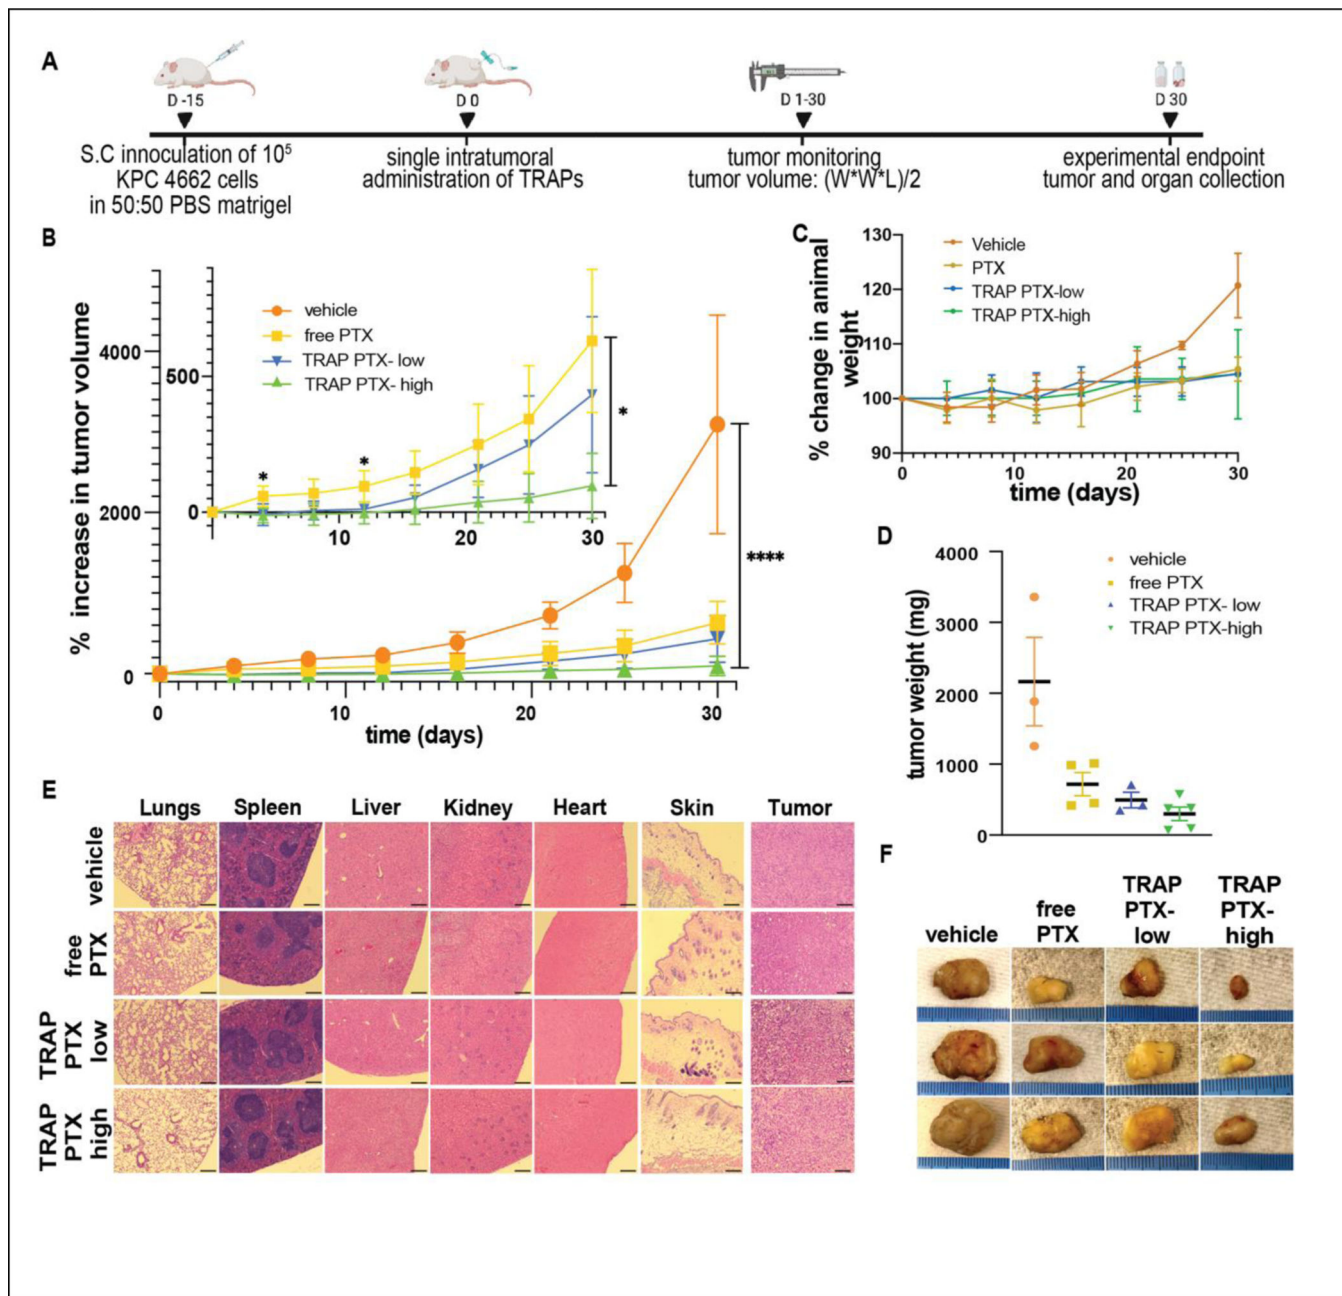 A
D -15
D 0
D 1-30
D 30
S.C innoculation of 10⁵
KPC 4662 cells
in 50:50 PBS matrigel
single intratumoral
administration of TRAPs
tumor monitoring
tumor volume: (W*W*L)/2
experimental endpoint
tumor and organ collection
B
% increase in tumor volume
4000
2000
0
0
10
20
30
time (days)
500
0
10
20
30
vehicle
free PTX
TRAP PTX- low
TRAP PTX- high
*
*
*
****
C
% change in animal
weight
130
120
110
100
90
0
10
20
30
time (days)
Vehicle
PTX
TRAP PTX-low
TRAP PTX-high
D
tumor weight (mg)
4000
3000
2000
1000
0
vehicle
free PTX
TRAP PTX- low
TRAP PTX-high
E
Lungs
Spleen
Liver
Kidney
Heart
Skin
Tumor
vehicle
free
PTX
TRAP
PTX
low
TRAP
PTX
high
F
vehicle
free
PTX
TRAP
PTX-
low
TRAP
PTX-
high